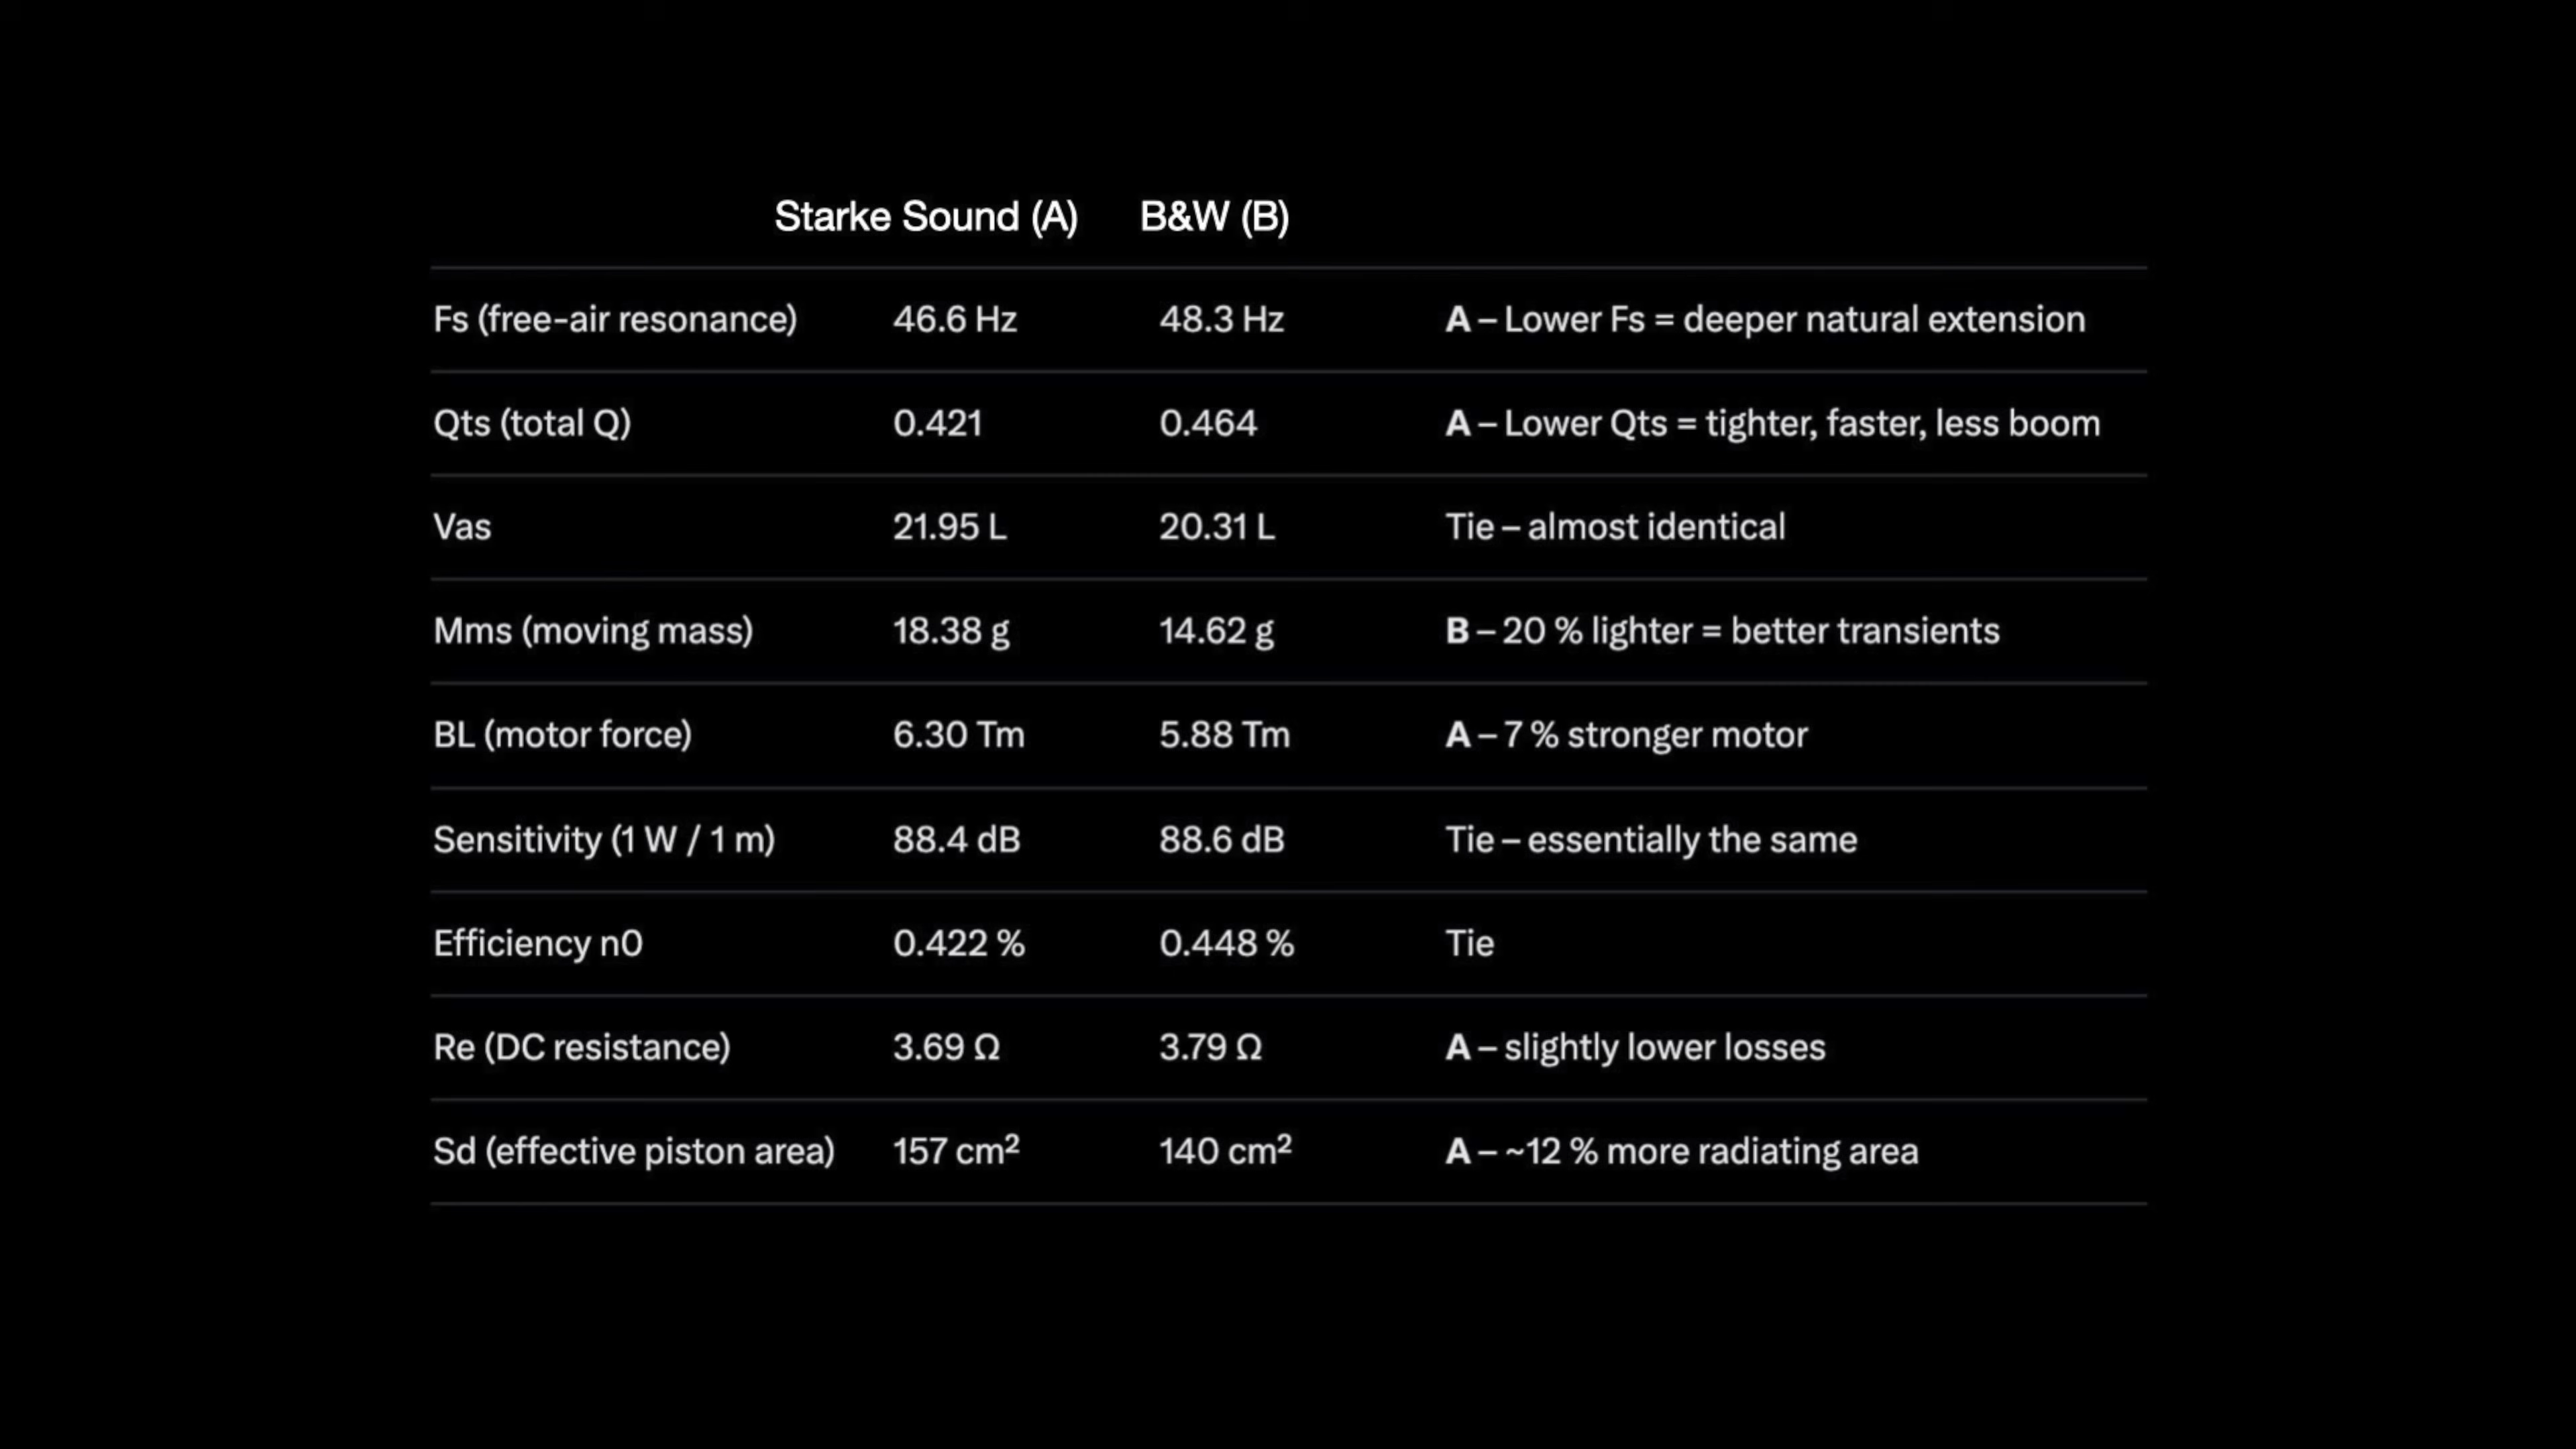 Starke Sound (A) B&W (B)
Fs (free-air resonance) 46.6 Hz 48.3 Hz A – Lower Fs = deeper natural extension
Qts (total Q) 0.421 0.464 A – Lower Qts = tighter, faster, less boom
Vas 21.95 L 20.31 L Tie – almost identical
Mms (moving mass) 18.38 g 14.62 g B – 20 % lighter = better transients
BL (motor force) 6.30 Tm 5.88 Tm A – 7 % stronger motor
Sensitivity (1 W / 1 m) 88.4 dB 88.6 dB Tie – essentially the same
Efficiency n0 0.422 % 0.448 % Tie
Re (DC resistance) 3.69 Ω 3.79 Ω A – slightly lower losses
Sd (effective piston area) 157 cm² 140 cm² A – ~12 % more radiating area